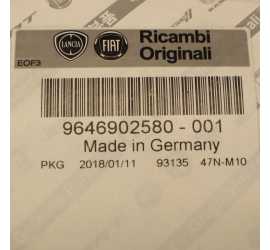 LANCIA FIAT Ricambi
Originali
EOF3
9646902580 - 001
Made in Germany
PKG 2018/01/11 93135 47N-M10